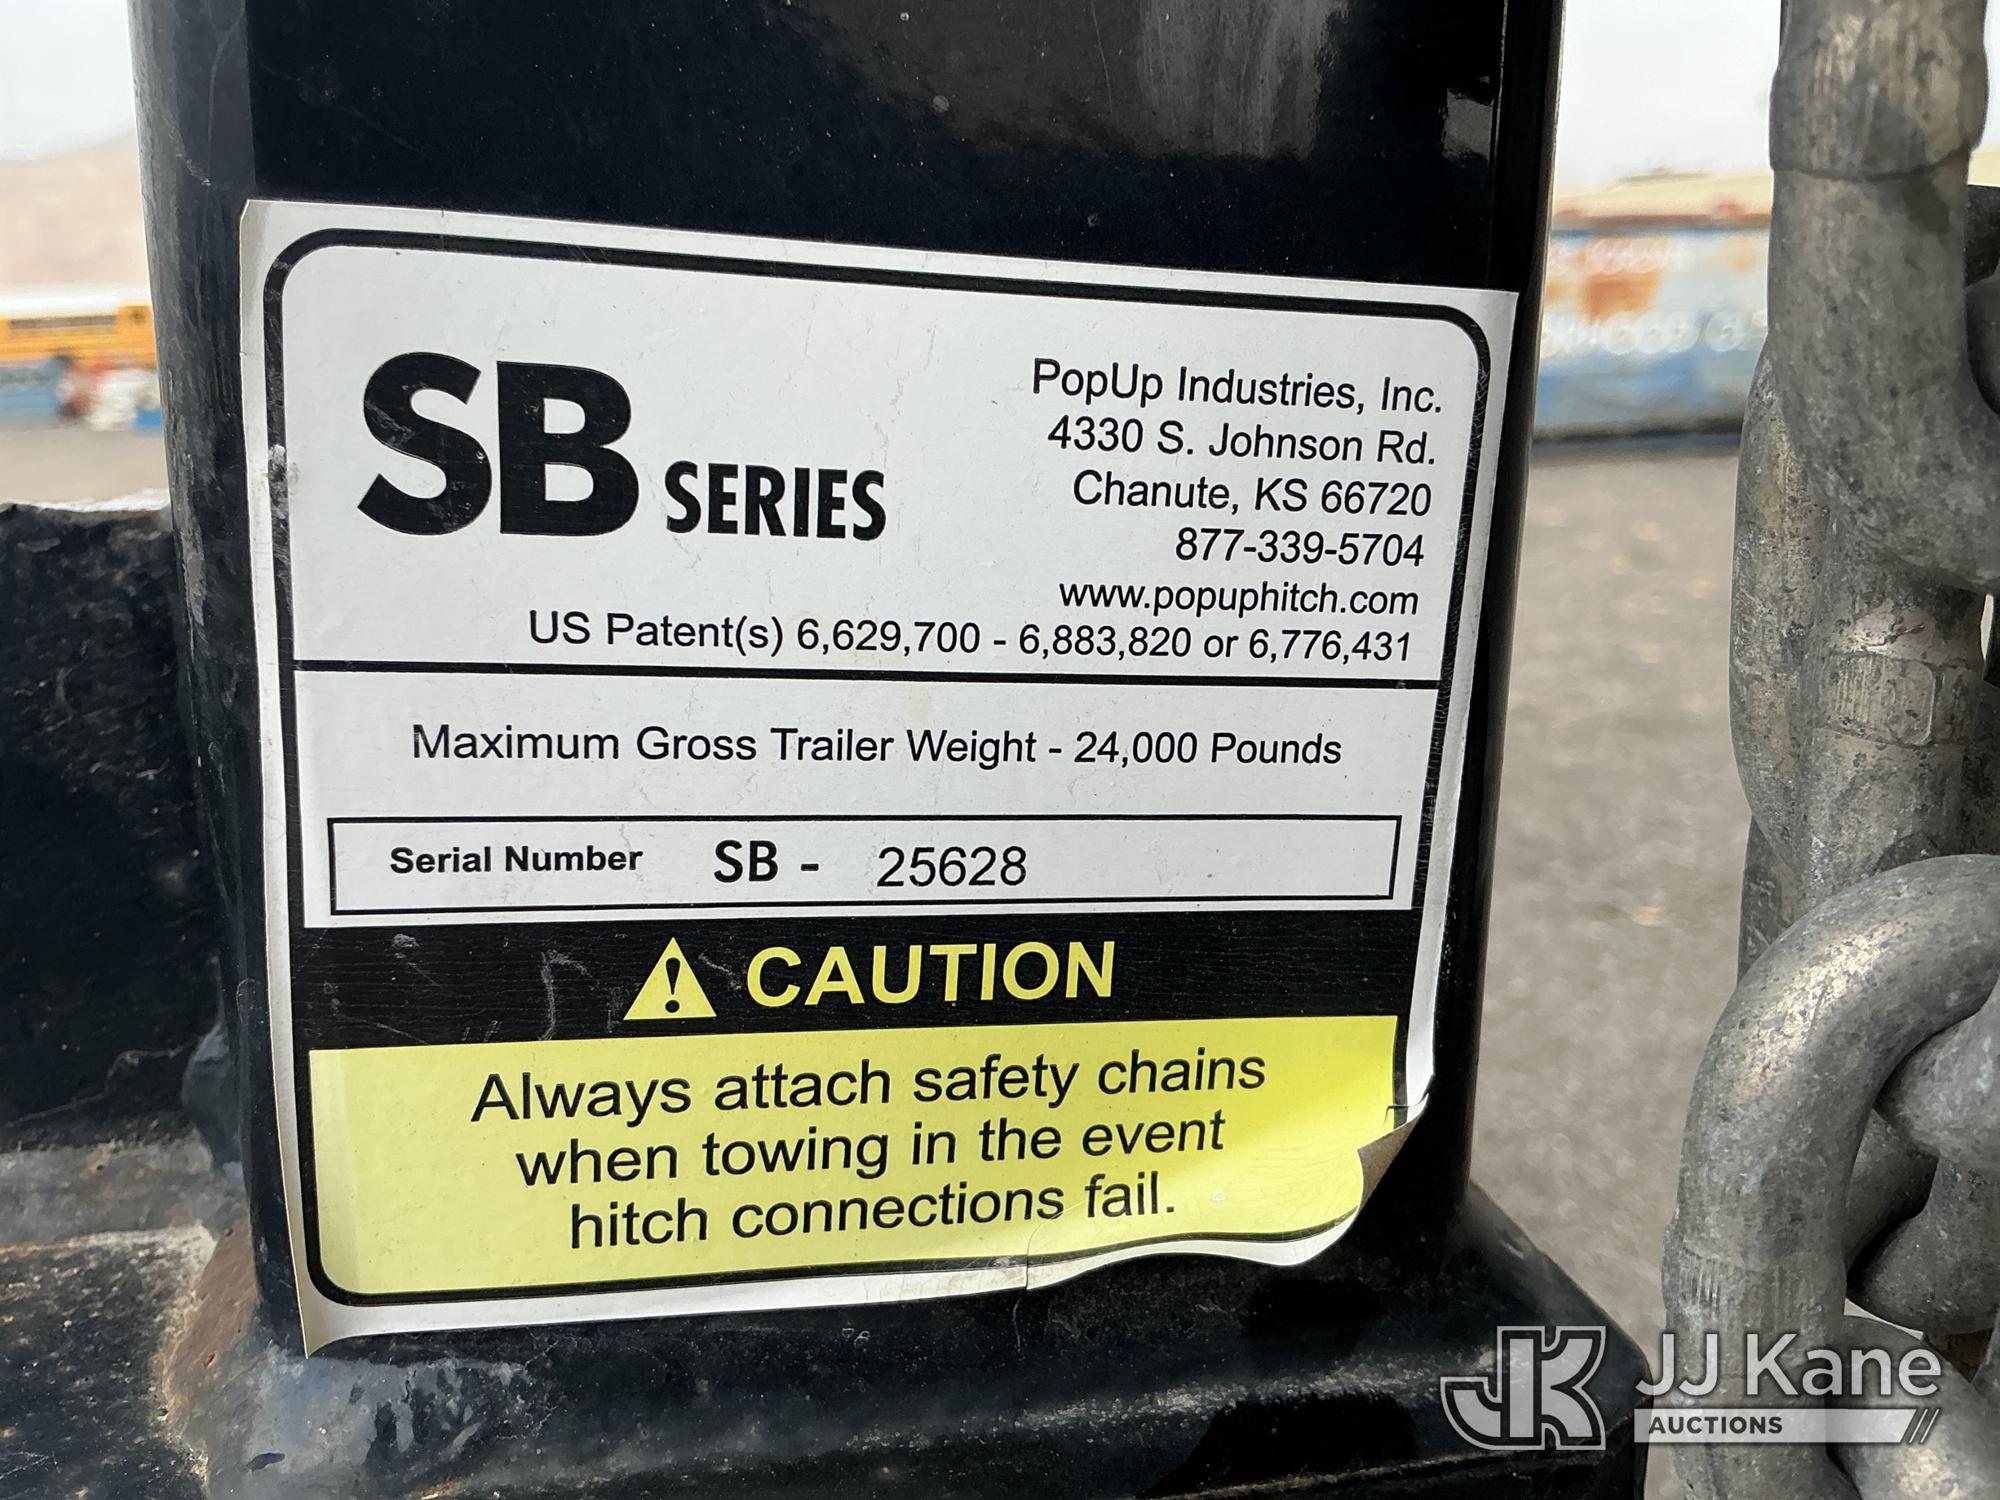 SB SERIES
PopUp Industries, Inc.
4330 S. Johnson Rd.
Chanute, KS 66720
877-339-5704
www.popuphitch.com
US Patent(s) 6,629,700 - 6,883,820 or 6,776,431
Maximum Gross Trailer Weight - 24,000 Pounds
Serial Number SB - 25628
CAUTION
Always attach safety chains
when towing in the event
hitch connections fail.
JK JJ Kane
AUCTIONS